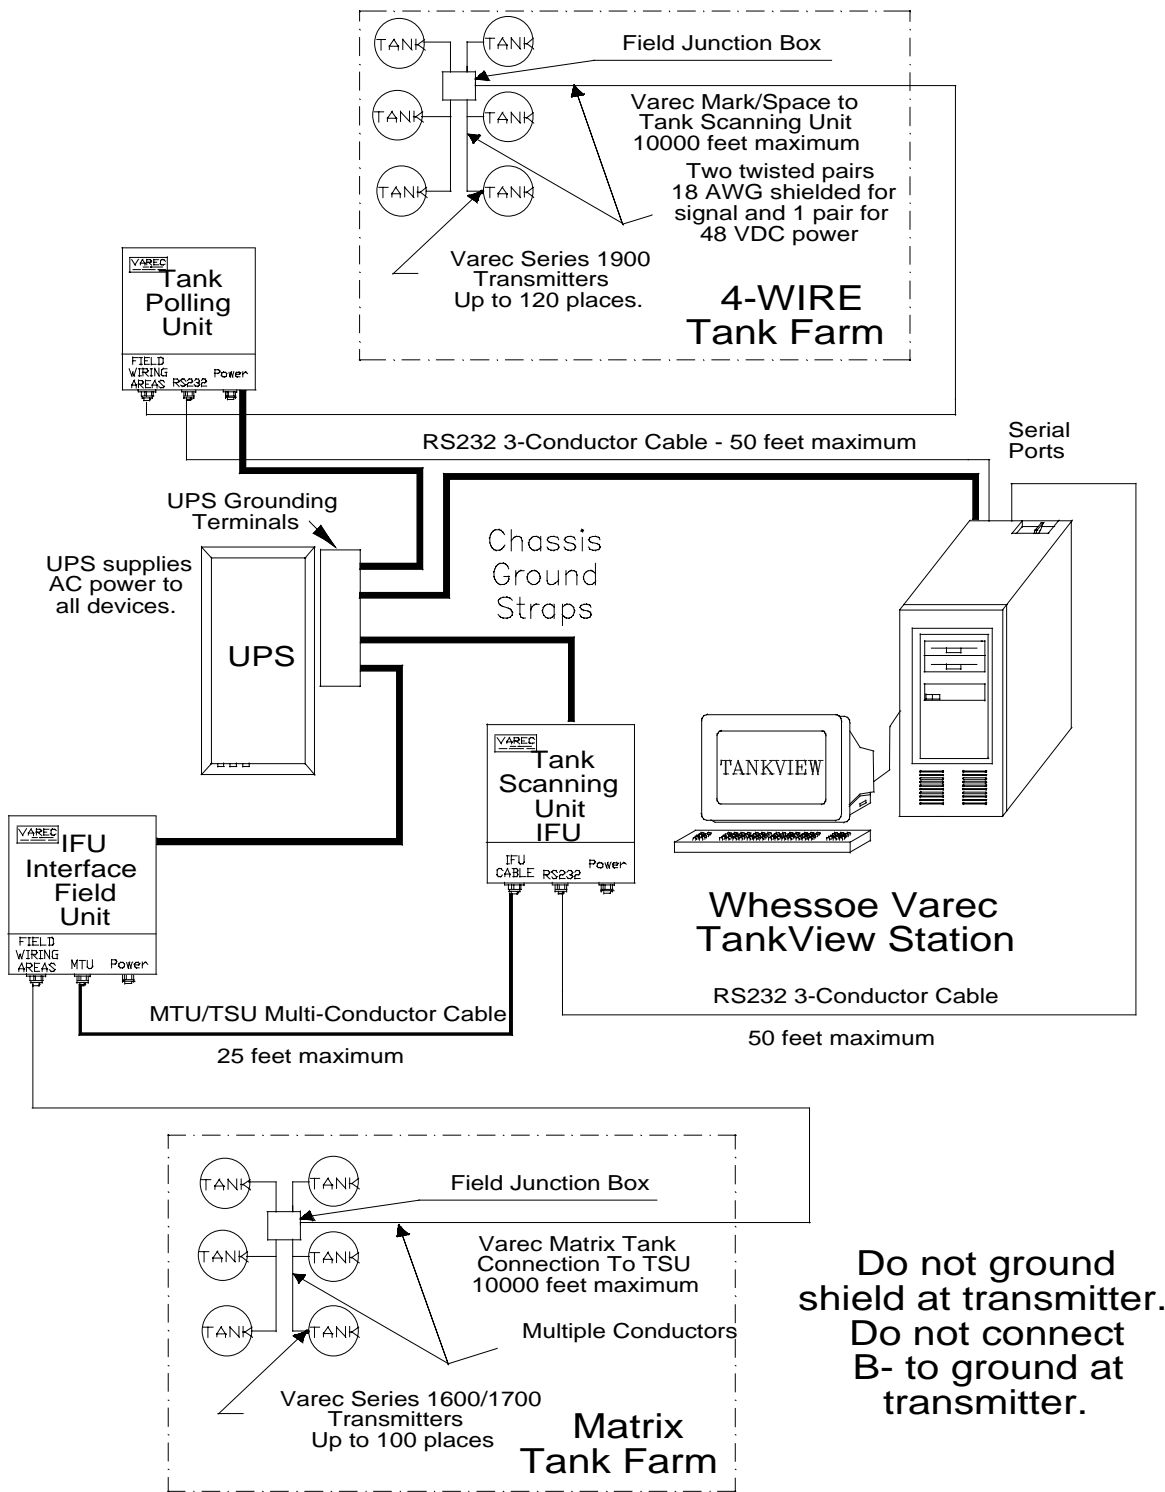 TANK
TANK
Field Junction Box
TANK
TANK
Varec Mark/Space to
Tank Scanning Unit
10000 feet maximum
TANK
TANK
Two twisted pairs
18 AWG shielded for
signal and 1 pair for
48 VDC power
Varec Series 1900
Transmitters
Up to 120 places.
4-WIRE
Tank Farm
VAREC
Tank
Polling
Unit
FIELD
WIRING
AREAS
RS232
Power
RS232 3-Conductor Cable - 50 feet maximum
Serial
Ports
UPS Grounding
Terminals
UPS supplies
AC power to
all devices.
Chassis
Ground
Straps
UPS
VAREC
Tank
Scanning
Unit
IFU
IFU
CABLE
RS232
Power
TANKVIEW
Whessoe Varec
TankView Station
VAREC
IFU
Interface
Field
Unit
FIELD
WIRING
AREAS
MTU
Power
MTU/TSU Multi-Conductor Cable
25 feet maximum
RS232 3-Conductor Cable
50 feet maximum
TANK
TANK
Field Junction Box
TANK
TANK
Varec Matrix Tank
Connection To TSU
10000 feet maximum
TANK
TANK
Multiple Conductors
Varec Series 1600/1700
Transmitters
Up to 100 places
Matrix
Tank Farm
Do not ground
shield at transmitter.
Do not connect
B- to ground at
transmitter.